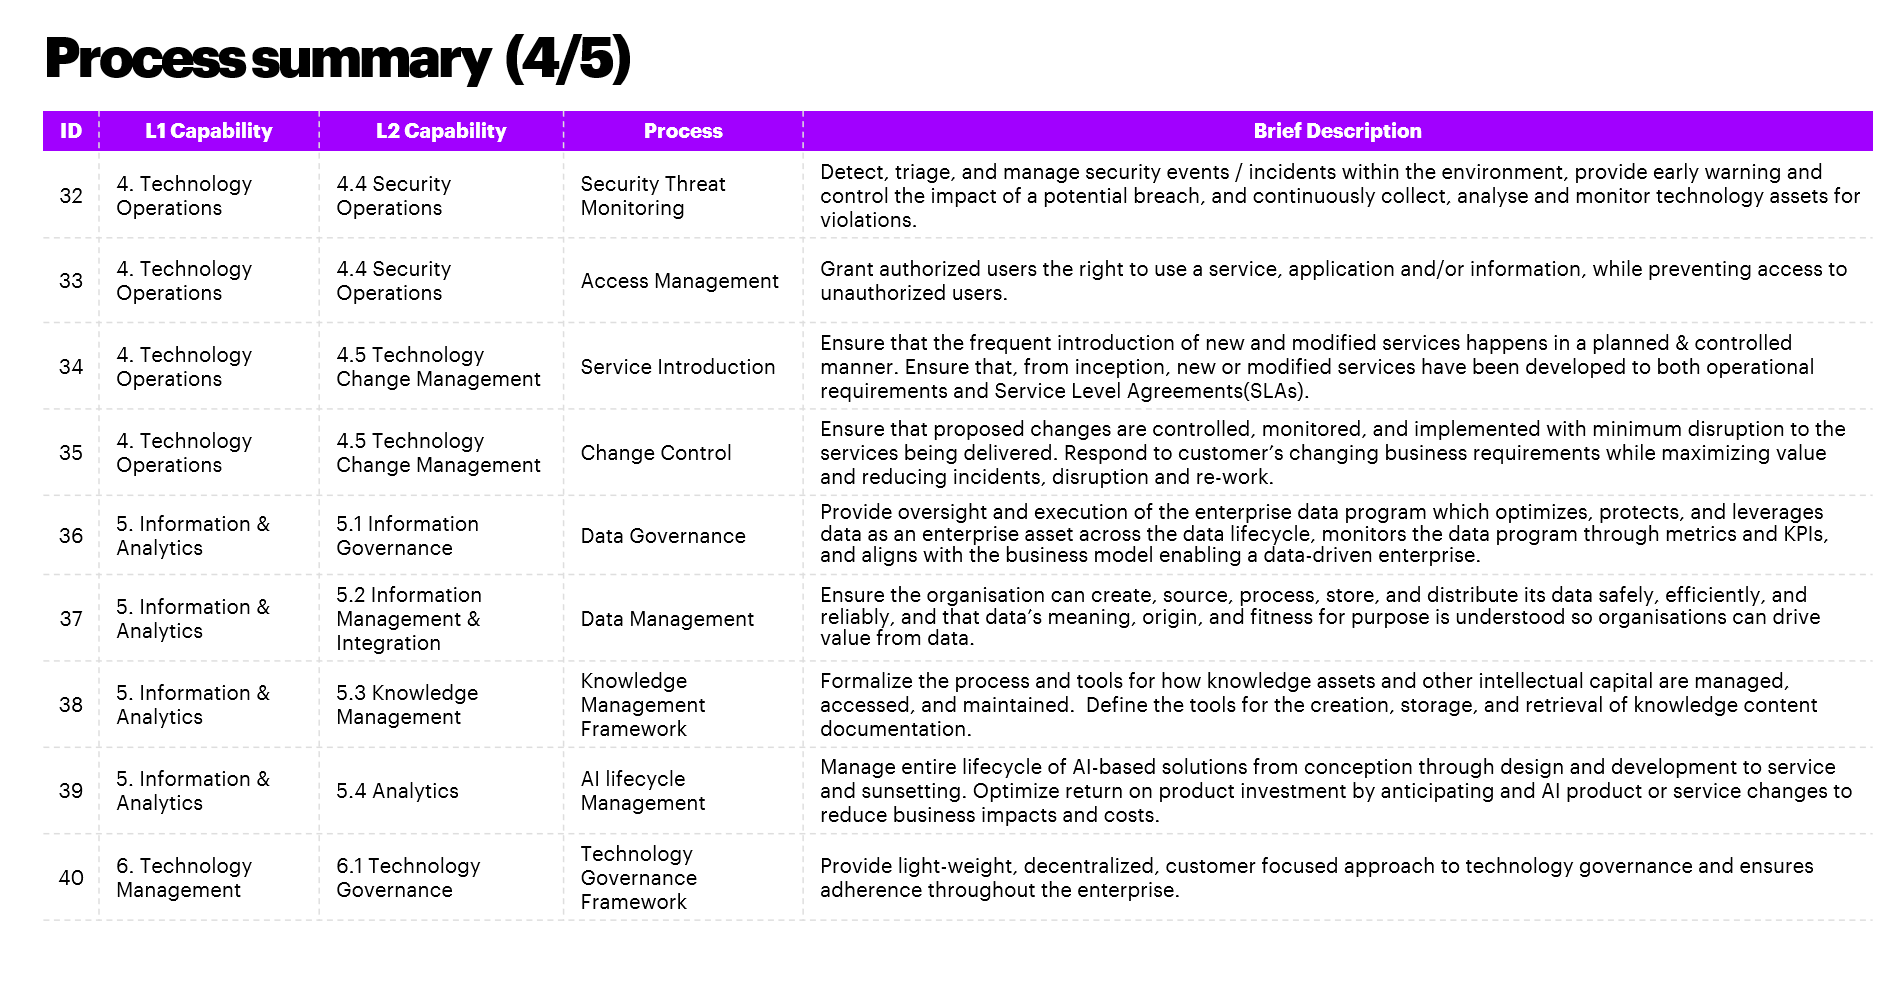 Process summary (4/5)
ID
L1 Capability
L2 Capability
Process
Brief Description
32
4. Technology
Operations
4.4 Security
Operations
Security Threat
Monitoring
Detect, triage, and manage security events / incidents within the environment, provide early warning and
control the impact of a potential breach, and continuously collect, analyse and monitor technology assets for
violations.
33
4. Technology
Operations
4.4 Security
Operations
Access Management
Grant authorized users the right to use a service, application and/or information, while preventing access to
unauthorized users.
34
4. Technology
Operations
4.5 Technology
Change Management
Service Introduction
Ensure that the frequent introduction of new and modified services happens in a planned & controlled
manner. Ensure that, from inception, new or modified services have been developed to both operational
requirements and Service Level Agreements(SLAs).
35
4. Technology
Operations
4.5 Technology
Change Management
Change Control
Ensure that proposed changes are controlled, monitored, and implemented with minimum disruption to the
services being delivered. Respond to customer’s changing business requirements while maximizing value
and reducing incidents, disruption and re-work.
36
5. Information &
Analytics
5.1 Information
Governance
Data Governance
Provide oversight and execution of the enterprise data program which optimizes, protects, and leverages
data as an enterprise asset across the data lifecycle, monitors the data program through metrics and KPIs,
and aligns with the business model enabling a data-driven enterprise.
37
5. Information &
Analytics
5.2 Information
Management &
Integration
Data Management
Ensure the organisation can create, source, process, store, and distribute its data safely, efficiently, and
reliably, and that data’s meaning, origin, and fitness for purpose is understood so organisations can drive
value from data.
38
5. Information &
Analytics
5.3 Knowledge
Management
Knowledge
Management
Framework
Formalize the process and tools for how knowledge assets and other intellectual capital are managed,
accessed, and maintained.  Define the tools for the creation, storage, and retrieval of knowledge content
documentation.
39
5. Information &
Analytics
5.4 Analytics
AI lifecycle
Management
Manage entire lifecycle of AI-based solutions from conception through design and development to service
and sunsetting. Optimize return on product investment by anticipating and AI product or service changes to
reduce business impacts and costs.
40
6. Technology
Management
6.1 Technology
Governance
Technology
Governance
Framework
Provide light-weight, decentralized, customer focused approach to technology governance and ensures
adherence throughout the enterprise.